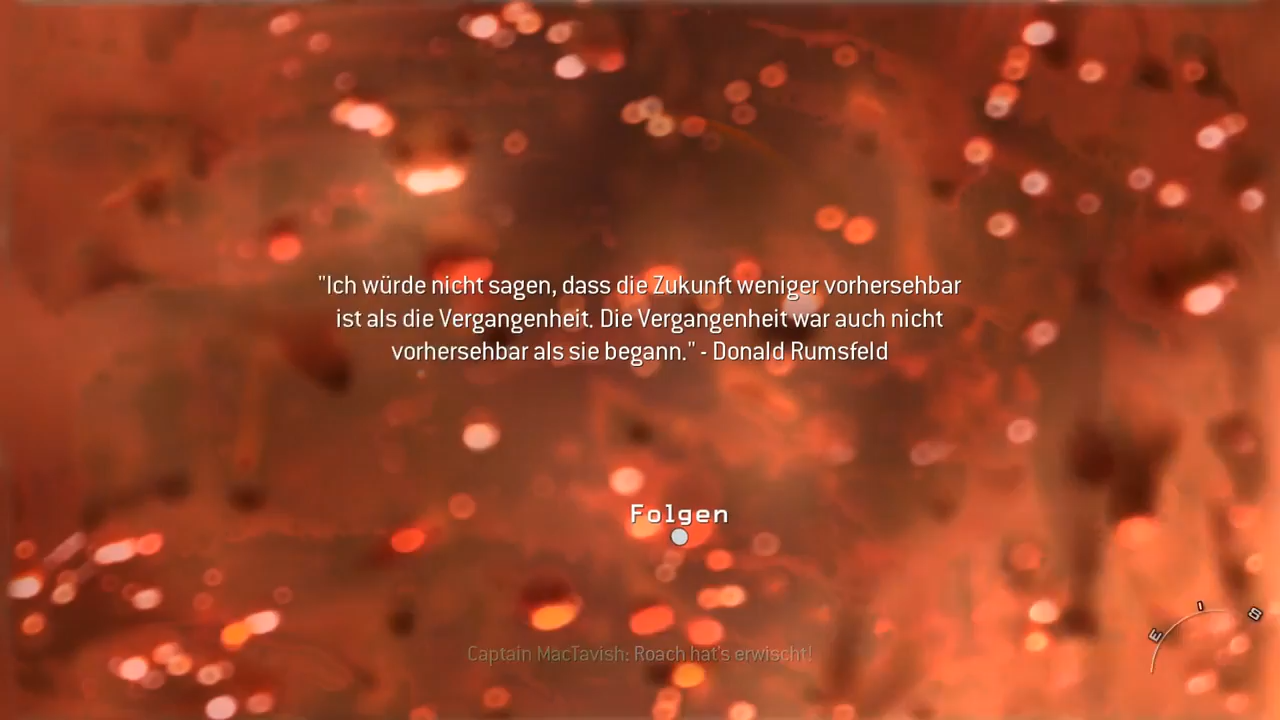 "Ich würde nicht sagen, dass die Zukunft weniger vorhersehbar
ist als die Vergangenheit. Die Vergangenheit war auch nicht
vorhersehbar als sie begann." - Donald Rumsfeld
Folgen
E I S
Captain MacTavish: Roach hat's erwischt!